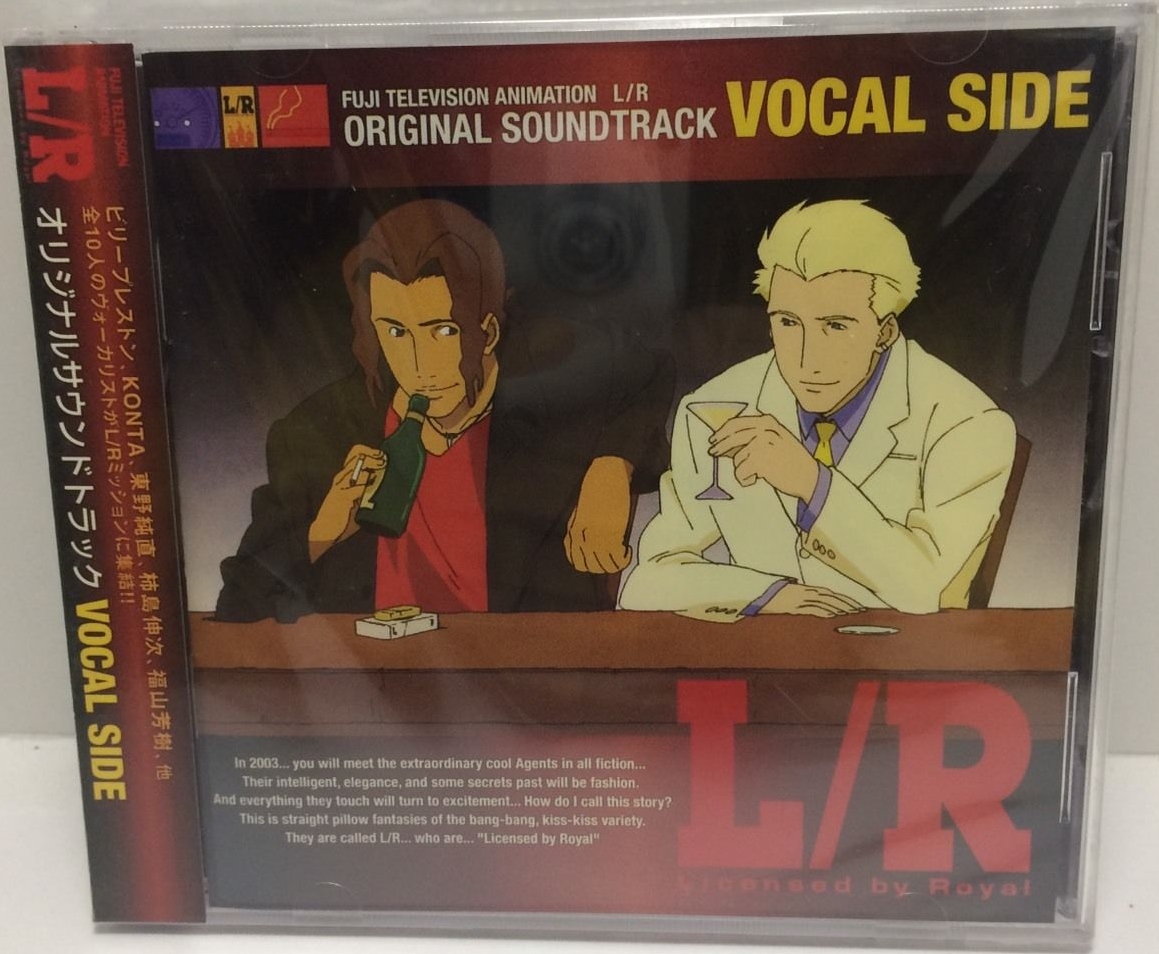 FUJI TELEVISION
ANIMATION
L/R
ビリープレストン、KONTA、東野純直、柿島伸次、福山芳樹、他
全10人のヴォーカリストがL/Rミッションに集結!!
オリジナルサウンドトラック VOCAL SIDE
L/R
FUJI TELEVISION ANIMATION L/R
ORIGINAL SOUNDTRACK VOCAL SIDE
In 2003... you will meet the extraordinary cool Agents in all fiction...
Their intelligent, elegance, and some secrets past will be fashion.
And everything they touch will turn to excitement... How do I call this story?
This is straight pillow fantasies of the bang-bang, kiss-kiss variety.
They are called L/R... who are... "Licensed by Royal"
L/R
Licensed by Royal